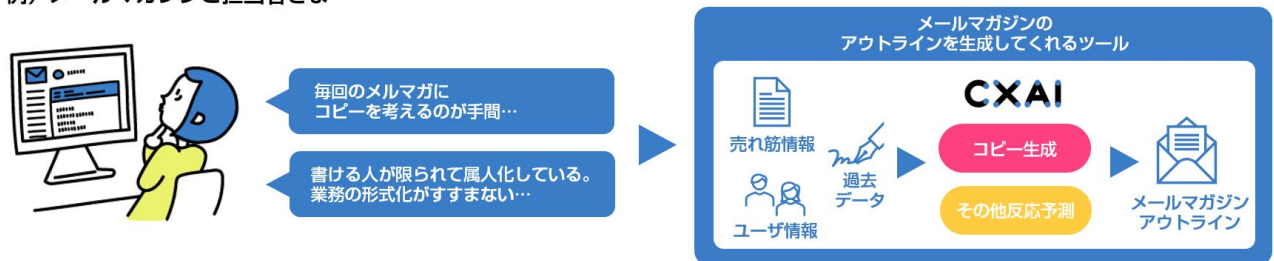 毎回のメルマガに
コピーを考えるのが手間…
書ける人が限られて属人化している。
業務の形式化がすすまない…
メールマガジンの
アウトラインを生成してくれるツール
売れ筋情報
ユーザ情報
過去
データ
CXAI
コピー生成
その他反応予測
メールマガジン
アウトライン